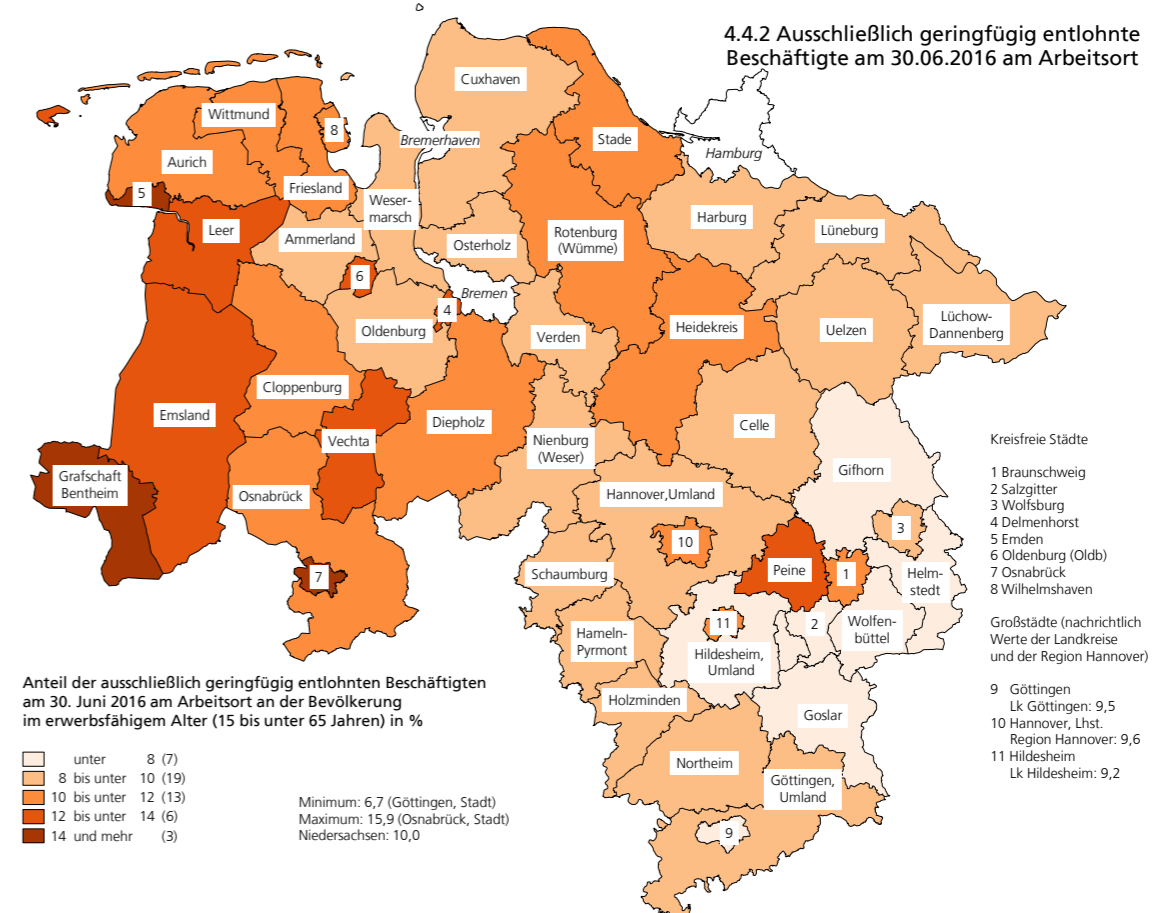 4.4.2 Ausschließlich geringfügig entlohnte
Beschäftigte am 30.06.2016 am Arbeitsort
Cuxhaven
Wittmund
8
Bremerhaven
Stade
Hamburg
Aurich
Friesland
5
Weser-
marsch
Harburg
Leer
Ammerland
Osterholz
Rotenburg
(Wümme)
Lüneburg
6
Bremen
4
Oldenburg
Verden
Heidekreis
Uelzen
Lüchow-
Dannenberg
Cloppenburg
Emsland
Vechta
Diepholz
Nienburg
(Weser)
Celle
Gifhorn
Grafschaft
Bentheim
Osnabrück
Hannover,Umland
3
10
7
Schaumburg
Peine
1
Helm-
stedt
11
2
Wolfen-
büttel
Hameln-
Pyrmont
Hildesheim,
Umland
Holzminden
Goslar
Northeim
Göttingen,
Umland
9
Kreisfreie Städte
1 Braunschweig
2 Salzgitter
3 Wolfsburg
4 Delmenhorst
5 Emden
6 Oldenburg (Oldb)
7 Osnabrück
8 Wilhelmshaven
Großstädte (nachrichtlich
Werte der Landkreise
und der Region Hannover)
9 Göttingen
Lk Göttingen: 9,5
10 Hannover, Lhst.
Region Hannover: 9,6
11 Hildesheim
Lk Hildesheim: 9,2
Anteil der ausschließlich geringfügig entlohnten Beschäftigten
am 30. Juni 2016 am Arbeitsort an der Bevölkerung
im erwerbsfähigem Alter (15 bis unter 65 Jahren) in %
unter 8 (7)
8 bis unter 10 (19)
10 bis unter 12 (13)
12 bis unter 14 (6)
14 und mehr (3)
Minimum: 6,7 (Göttingen, Stadt)
Maximum: 15,9 (Osnabrück, Stadt)
Niedersachsen: 10,0